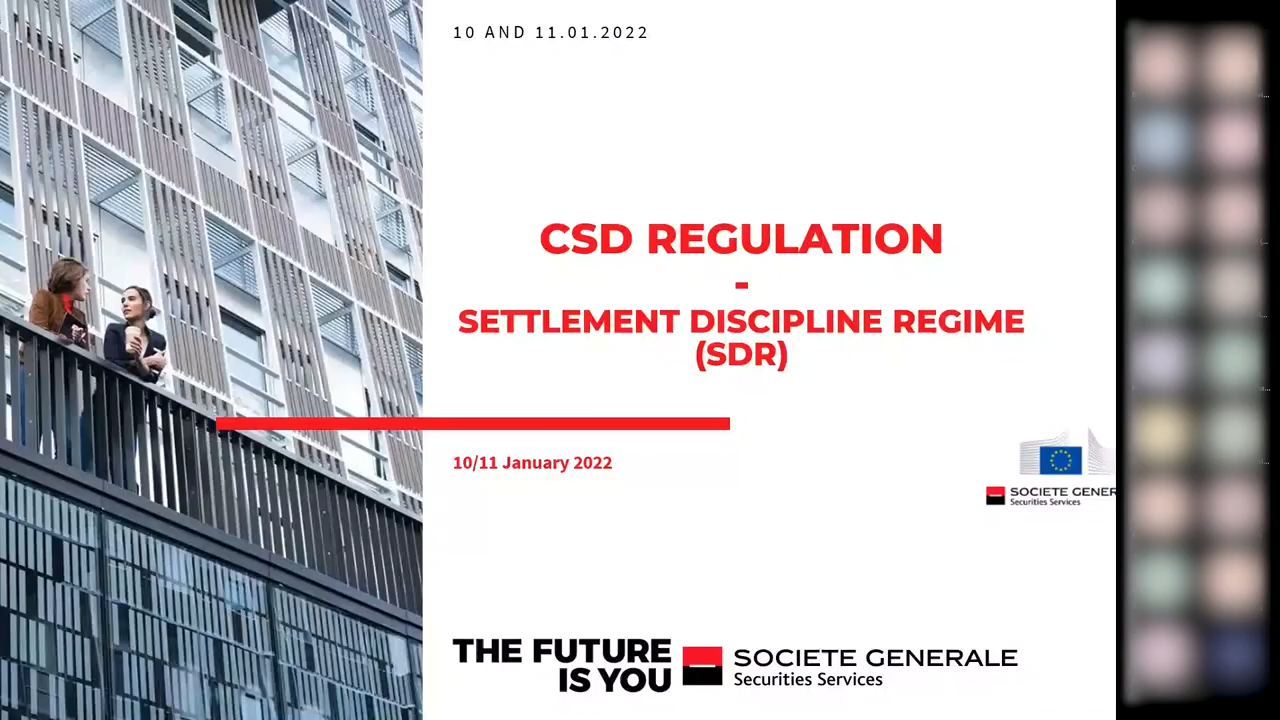 10 AND 11.01.2022
CSD REGULATION
-
SETTLEMENT DISCIPLINE REGIME
(SDR)
10/11 January 2022
SOCIETE GENER
Securities Services
THE FUTURE
IS YOU
SOCIETE GENERALE
Securities Services